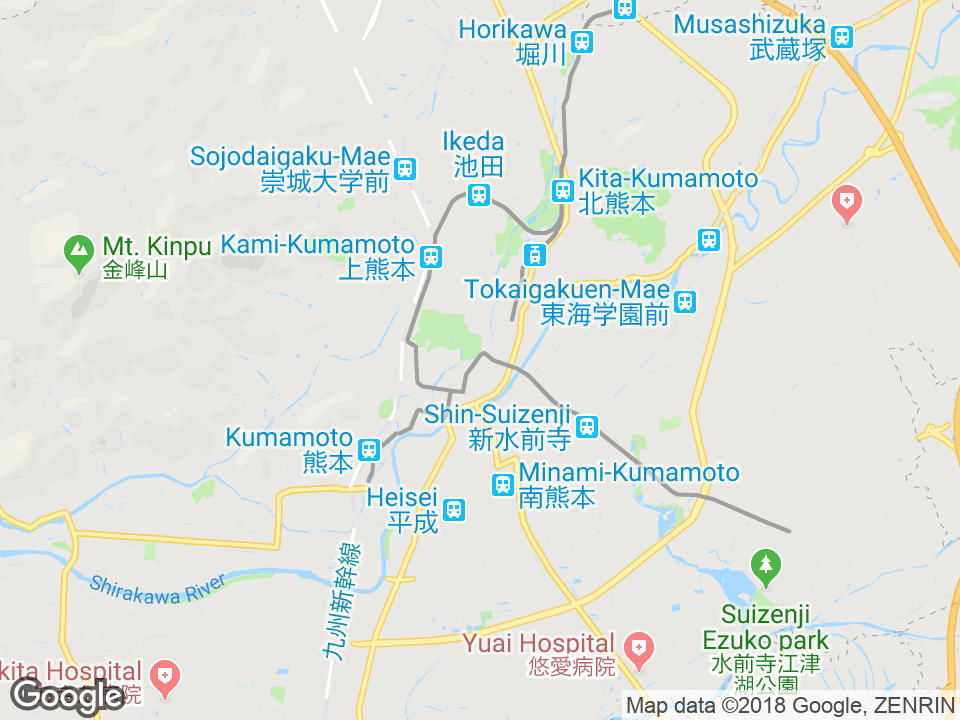 Horikawa
堀川
Musashizuka
武蔵塚
Ikeda
池田
Sojodaigaku-Mae
崇城大学前
Kita-Kumamoto
北熊本
Mt. Kinpu
金峰山
Kami-Kumamoto
上熊本
Tokaigakuen-Mae
東海学園前
Shin-Suizenji
新水前寺
Kumamoto
熊本
Minami-Kumamoto
南熊本
Heisei
平成
九州新幹線
Shirakawa River
Suizenji
Ezuko park
水前寺江津
湖公園
Yuai Hospital
悠愛病院
kita Hospital
院
Google
Map data ©2018 Google, ZENRIN